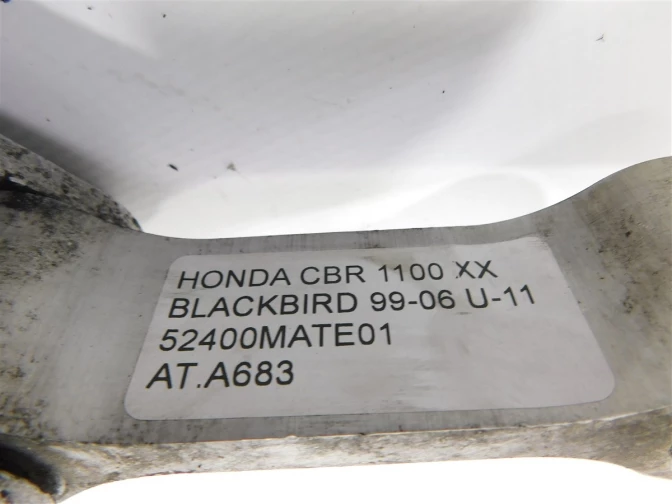 HONDA CBR 1100 XX
BLACKBIRD 99-06 U-11
52400MATE01
AT.A683